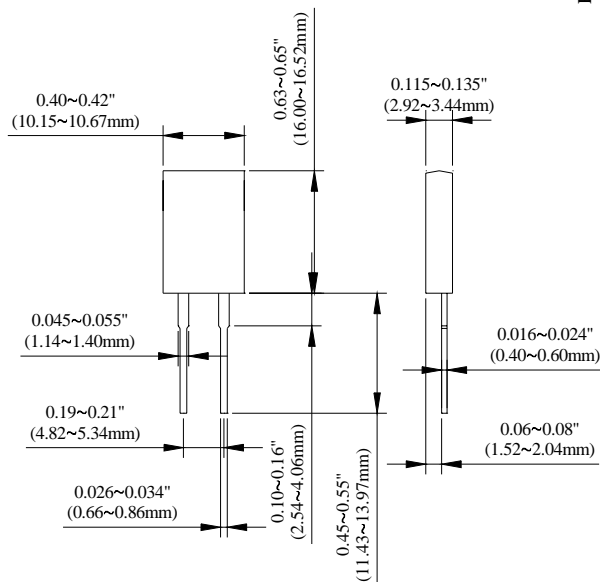 0.40~0.42"
(10.15~10.67mm)
0.63~0.65"
(16.00~16.52mm)
0.115~0.135"
(2.92~3.44mm)
0.045~0.055"
(1.14~1.40mm)
0.016~0.024"
(0.40~0.60mm)
0.19~0.21"
(4.82~5.34mm)
0.10~0.16"
(2.54~4.06mm)
0.45~0.55"
(11.43~13.97mm)
0.06~0.08"
(1.52~2.04mm)
0.026~0.034"
(0.66~0.86mm)